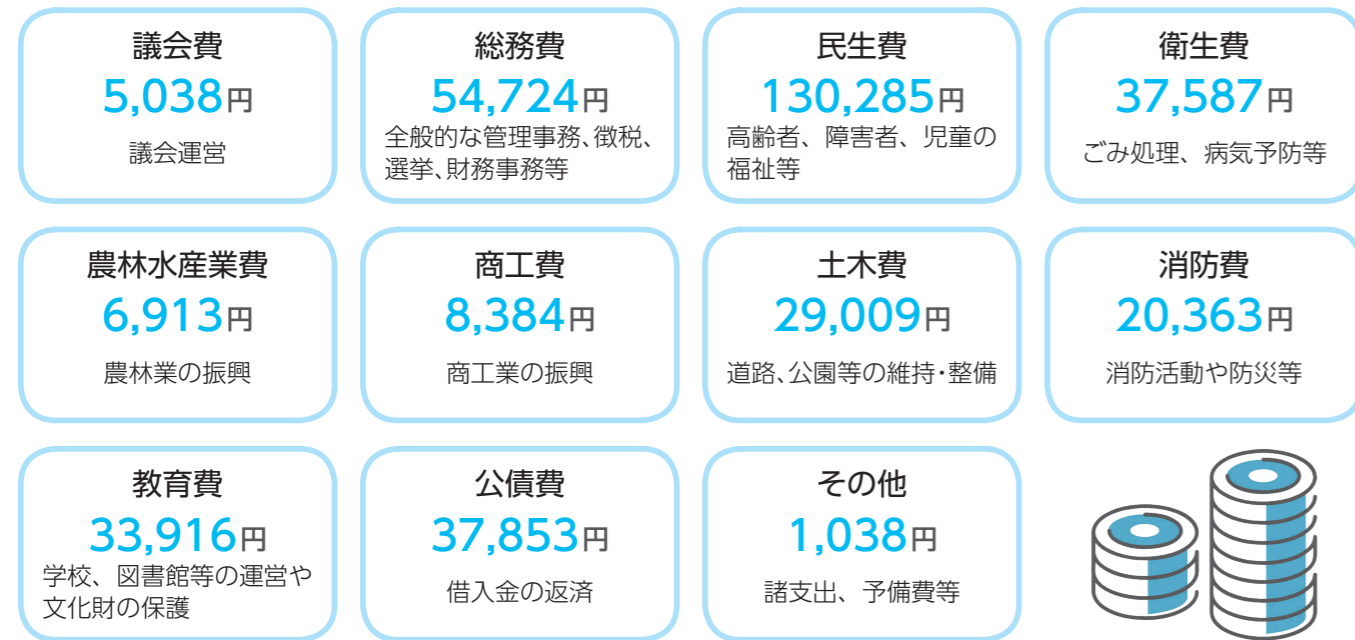 議会費
5,038円
議会運営
総務費
54,724円
全般的な管理事務、徴税、
選挙、財務事務等
民生費
130,285円
高齢者、障害者、児童の
福祉等
衛生費
37,587円
ごみ処理、病気予防等
農林水産業費
6,913円
農林業の振興
商工費
8,384円
商工業の振興
土木費
29,009円
道路、公園等の維持・整備
消防費
20,363円
消防活動や防災等
教育費
33,916円
学校、図書館等の運営や
文化財の保護
公債費
37,853円
借入金の返済
その他
1,038円
諸支出、予備費等